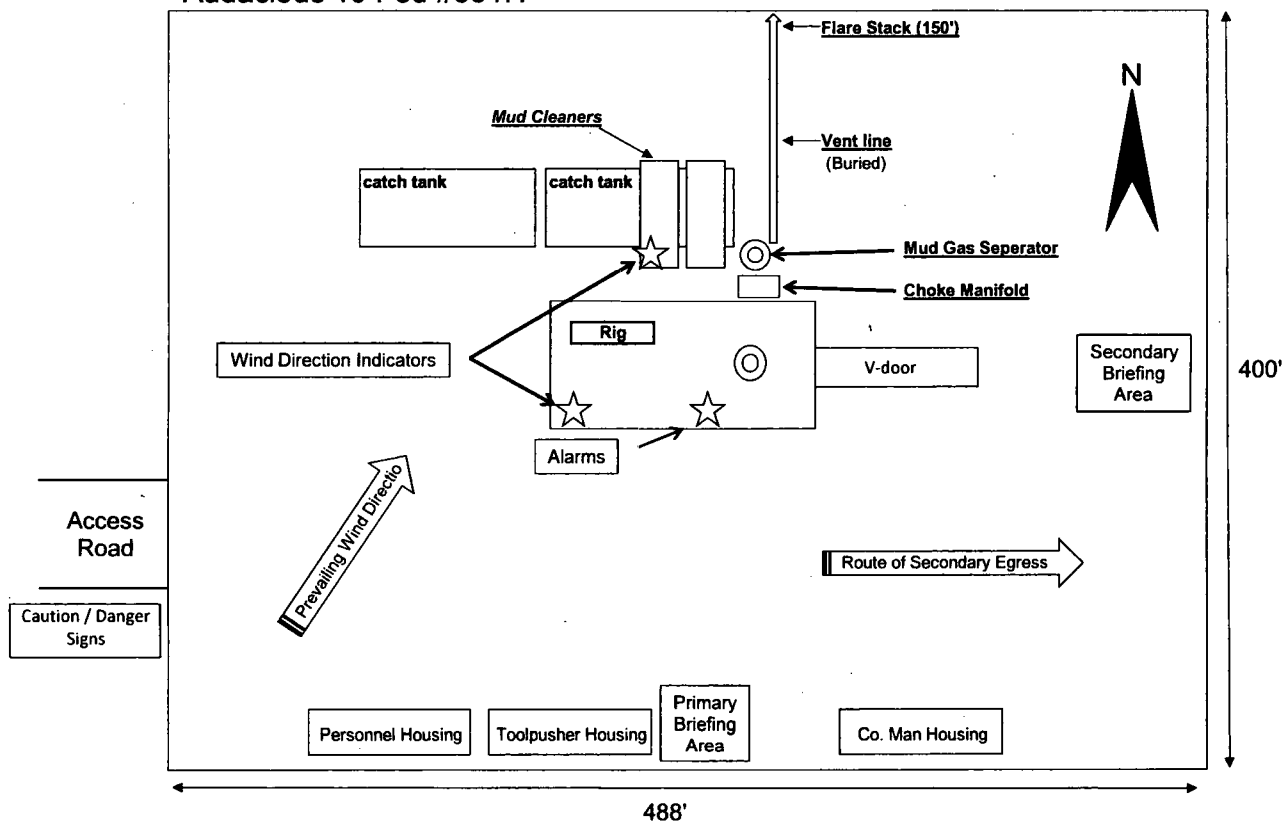 Flare Stack (150')
N
Mud Cleaners
Vent line
(Buried)
catch tank
catch tank
Mud Gas Seperator
Choke Manifold
Rig
Wind Direction Indicators
V-door
Secondary
Briefing
Area
400'
Alarms
Prevailing Wind Directio
Access
Road
Route of Secondary Egress
Caution / Danger
Signs
Personnel Housing
Toolpusher Housing
Primary
Briefing
Area
Co. Man Housing
488'